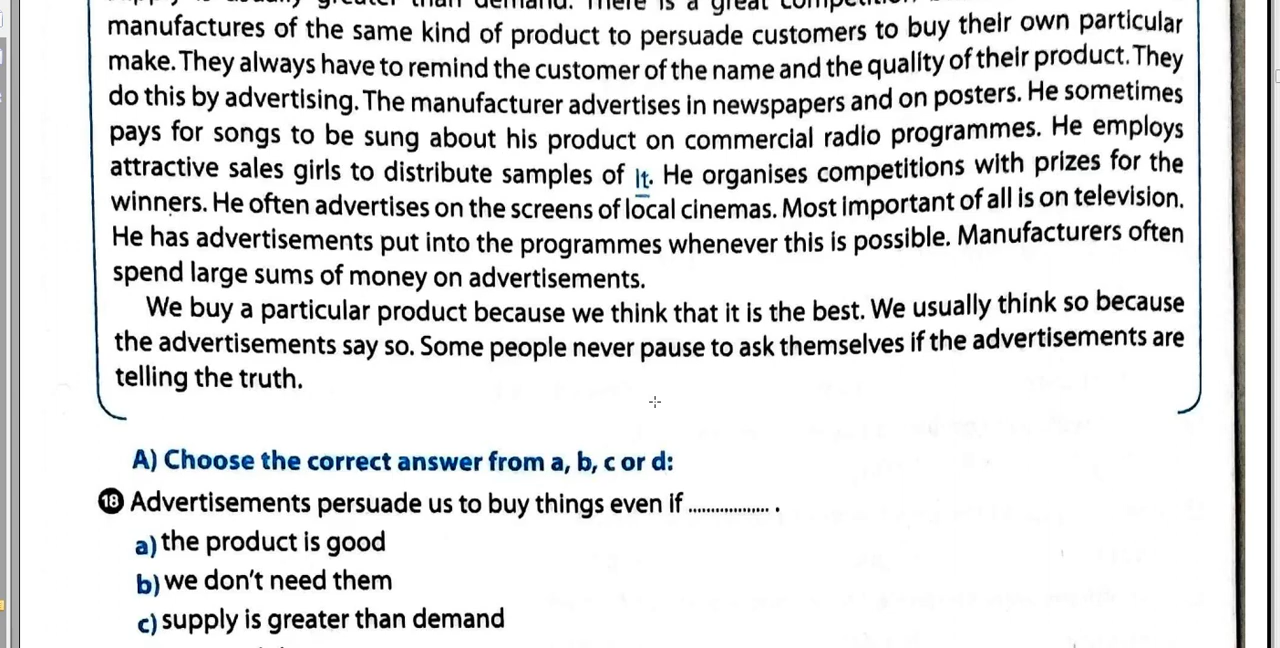 greater than demand. There is a great
manufactures of the same kind of product to persuade customers to buy their own particular
make. They always have to remind the customer of the name and the quality of their product. They
do this by advertising. The manufacturer advertises in newspapers and on posters. He sometimes
pays for songs to be sung about his product on commercial radio programmes. He employs
attractive sales girls to distribute samples of it. He organises competitions with prizes for the
winners. He often advertises on the screens of local cinemas. Most important of all is on television.
He has advertisements put into the programmes whenever this is possible. Manufacturers often
spend large sums of money on advertisements.
We buy a particular product because we think that it is the best. We usually think so because
the advertisements say so. Some people never pause to ask themselves if the advertisements are
telling the truth.
A) Choose the correct answer from a, b, c or d:
18 Advertisements persuade us to buy things even if .................. .
a) the product is good
b) we don't need them
c) supply is greater than demand